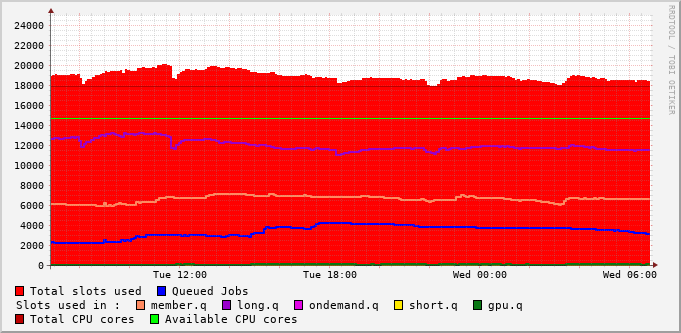 24000
22000
20000
18000
16000
14000
12000
10000
8000
6000
4000
2000
0
Tue 12:00 Tue 18:00 Wed 00:00 Wed 06:00
Total slots used Queued Jobs
Slots used in : member.q long.q ondemand.q short.q gpu.q
Total CPU cores Available CPU cores
RRDTOOL / TOBI OETIKER